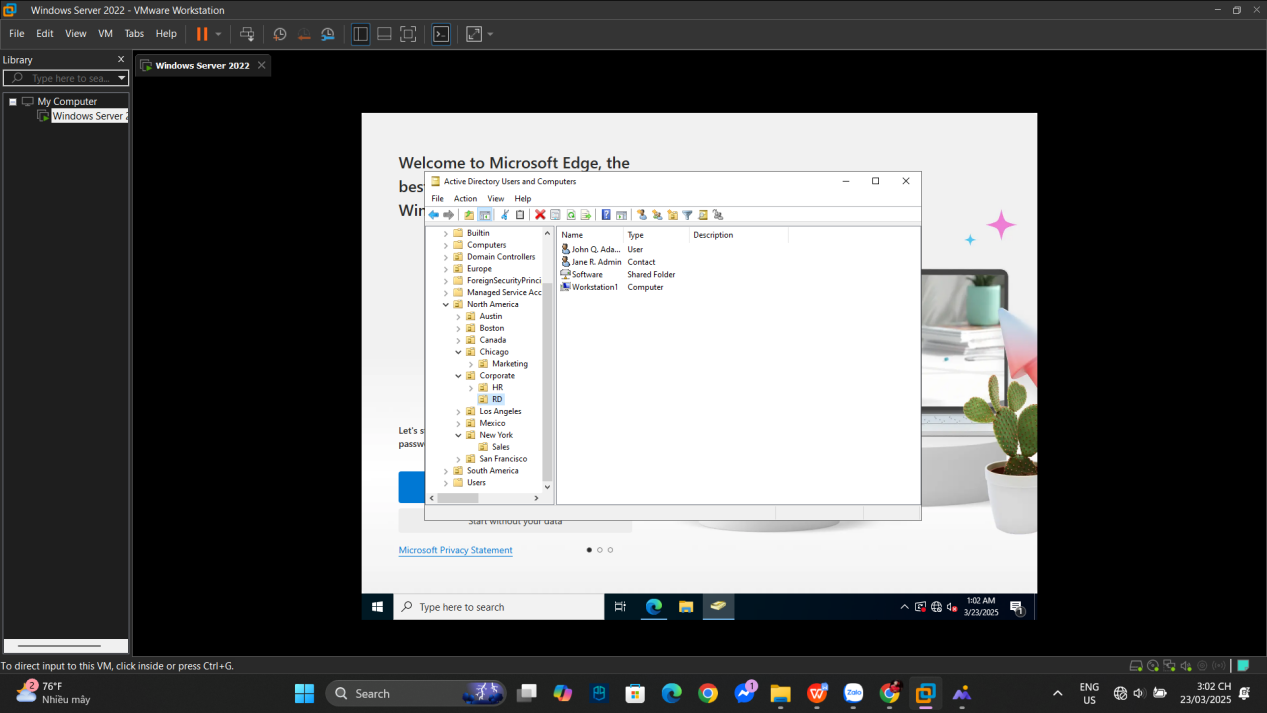 Windows Server 2022 - VMware Workstation
File Edit View VM Tabs Help
Library
Type here to sea...
My Computer
Windows Server 2
Windows Server 2022
Welcome to Microsoft Edge, the
bes
Win
Active Directory Users and Computers
File Action View Help
Builtin
Computers
Domain Controllers
Europe
ForeignSecurityPrinci
Managed Service Acc
North America
Austin
Boston
Canada
Chicago
Marketing
Corporate
HR
RD
Los Angeles
Mexico
New York
Sales
San Francisco
South America
Users
Name Type Description
John Q. Ada... User
Jane R. Admin Contact
Software Shared Folder
Workstation1 Computer
Let's s
passw
Start without your data
Microsoft Privacy Statement
Type here to search
1:02 AM
3/23/2025
1
To direct input to this VM, click inside or press Ctrl+G.
2
76°F
Nhiều mây
Search
1
Zalo
ENG
US
3:02 CH
23/03/2025